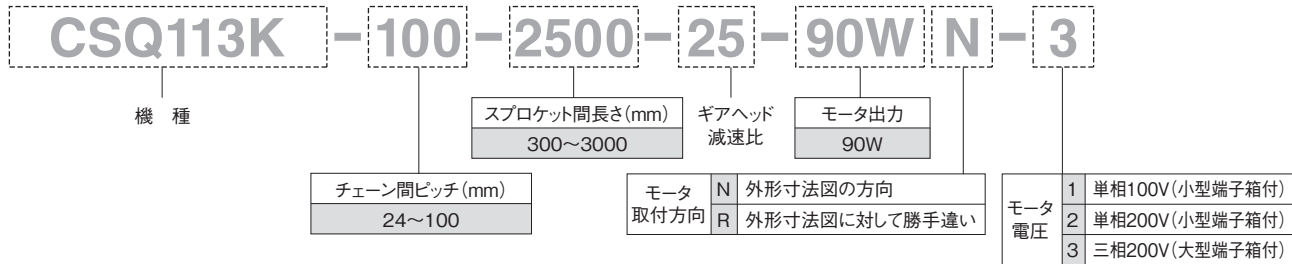 CSQ113K-100-2500-25-90WN-3
機 種
スプロケット間長さ(mm)
300～3000
ギアヘッド
減速比
モータ出力
90W
チェーン間ピッチ(mm)
24～100
モータ
取付方向
N 外形寸法図の方向
R 外形寸法図に対して勝手違い
モータ
電圧
1 単相100V(小型端子箱付)
2 単相200V(小型端子箱付)
3 三相200V(大型端子箱付)